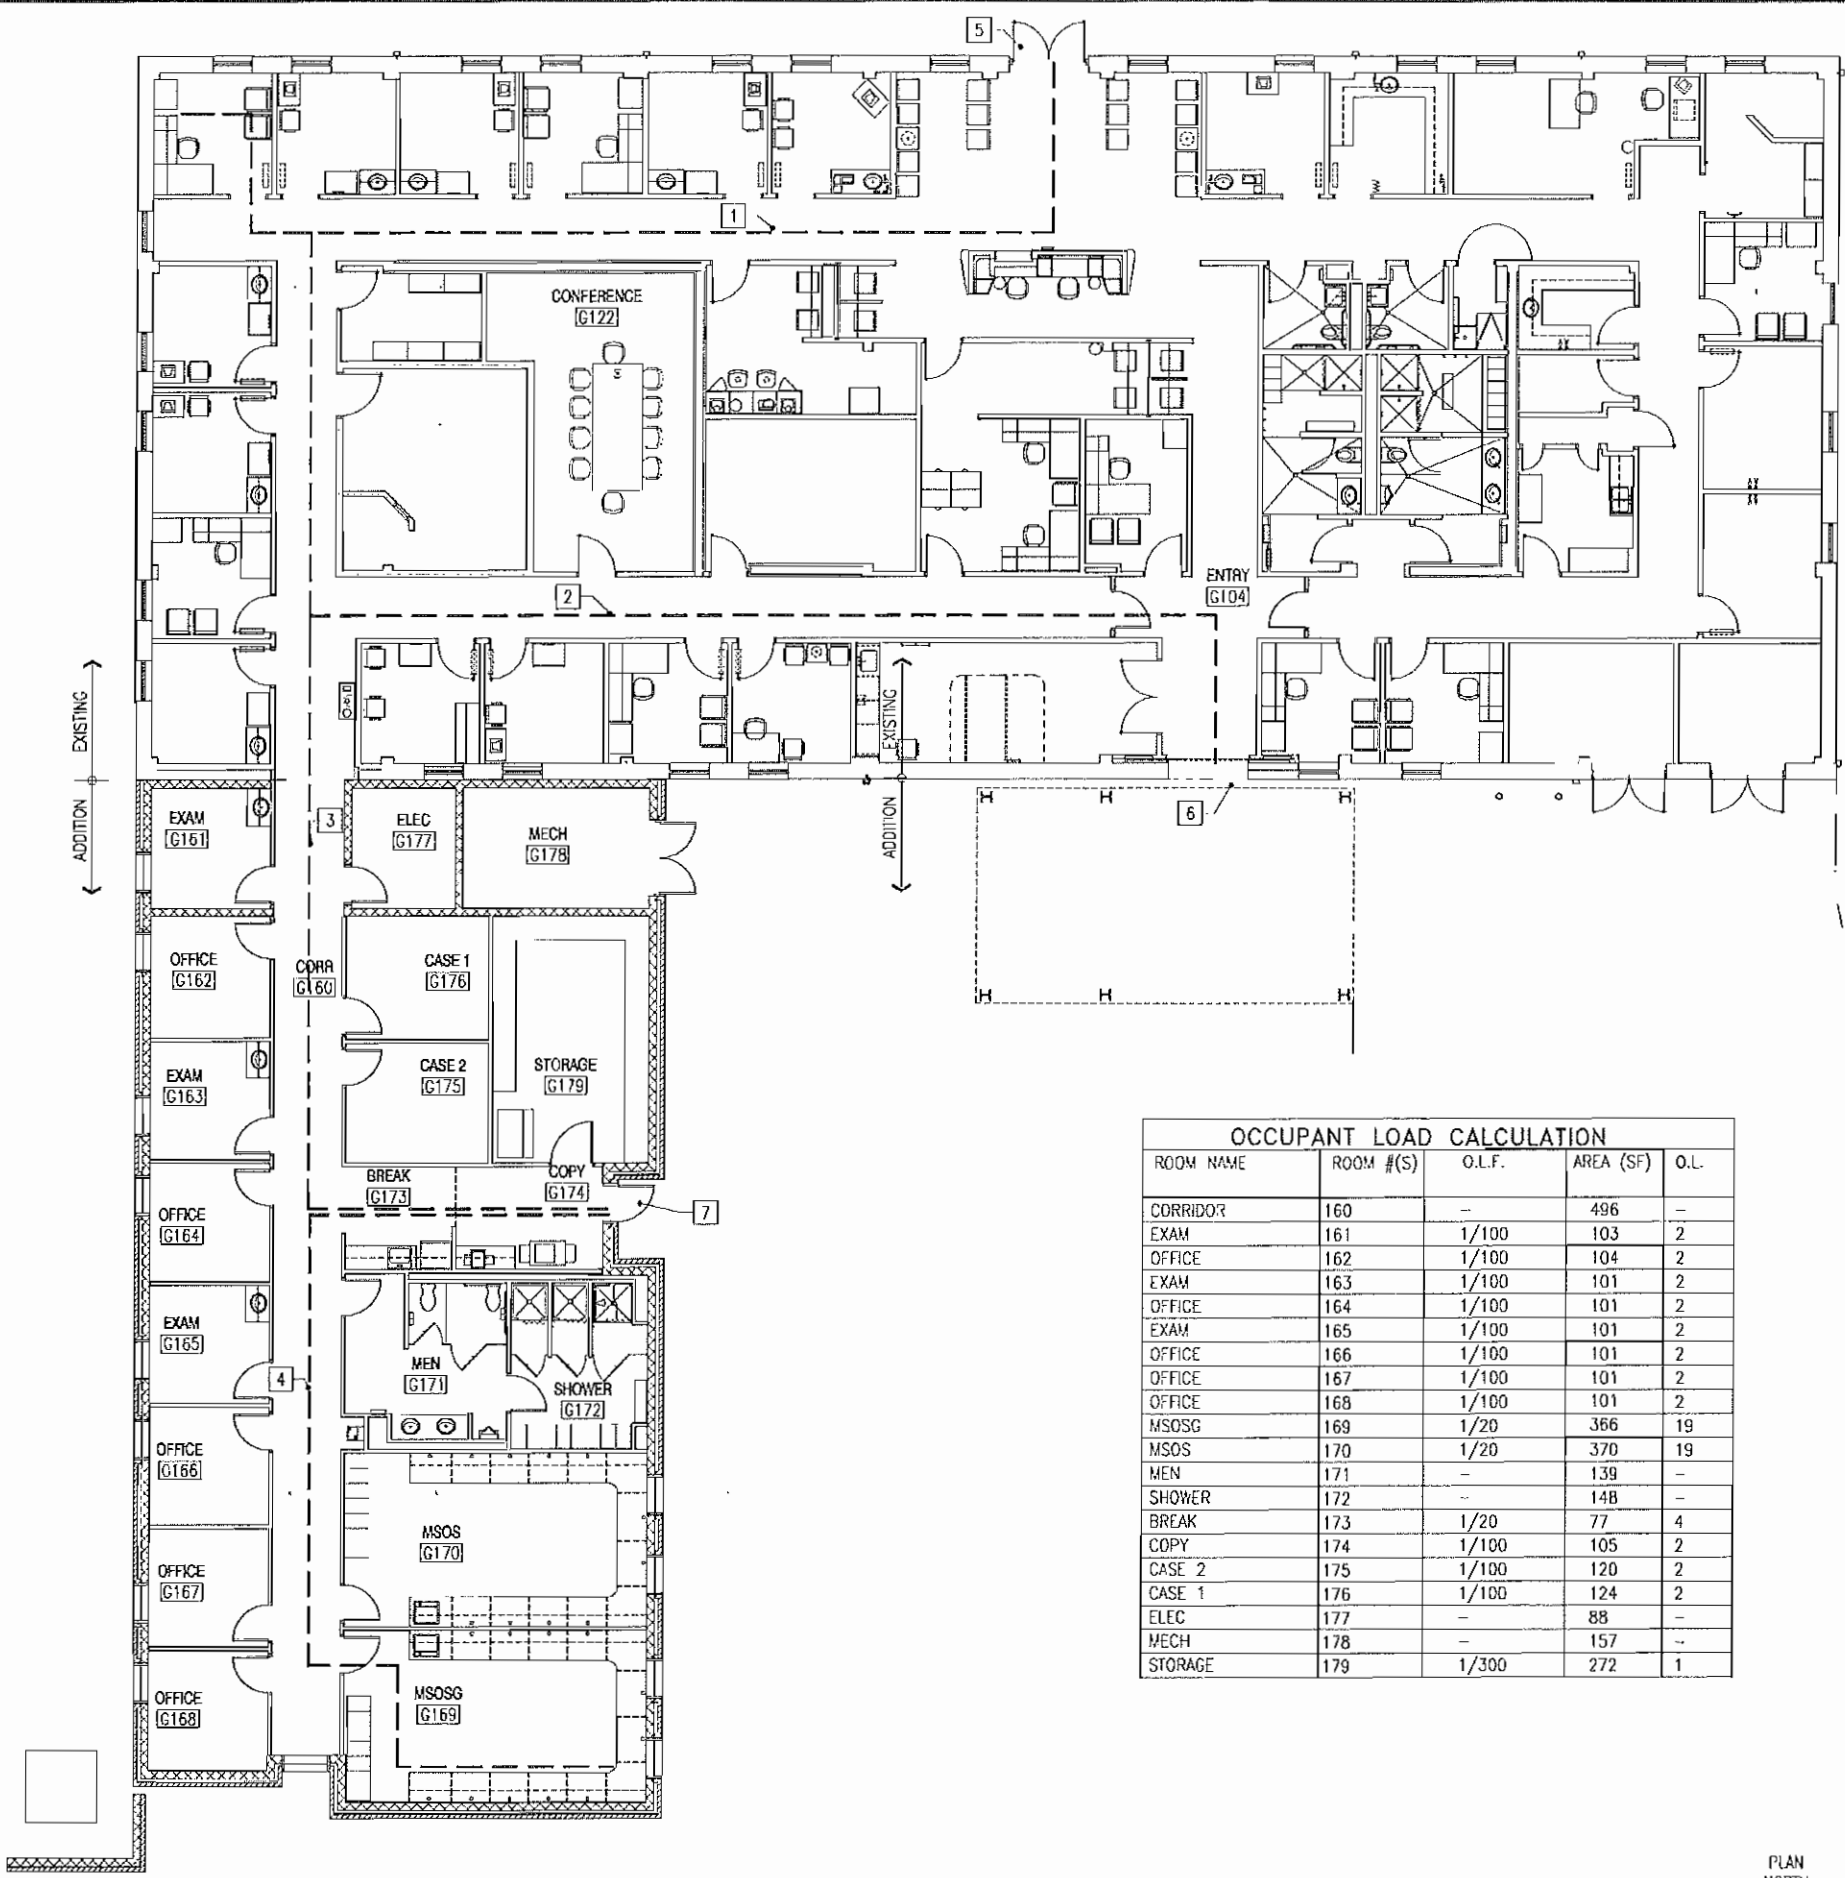 5
1
CONFERENCE
G122
2
ENTRY
G104
EXISTING
ADDITION
EXISTING
ADDITION
6
3
EXAM
G161
ELEC
G177
MECH
G178
OFFICE
G162
CORR
G160
CASE 1
G176
EXAM
G163
CASE 2
G175
STORAGE
G179
BREAK
G173
COPY
G174
7
OFFICE
G164
EXAM
G165
4
MEN
G171
SHOWER
G172
OFFICE
G166
MSOS
G170
OFFICE
G167
MSOSG
G169
OFFICE
G168
OCCUPANT LOAD CALCULATION
ROOM NAME ROOM #(S) O.L.F. AREA (SF) O.L.
CORRIDOR 160 – 496 –
EXAM 161 1/100 103 2
OFFICE 162 1/100 104 2
EXAM 163 1/100 101 2
OFFICE 164 1/100 101 2
EXAM 165 1/100 101 2
OFFICE 166 1/100 101 2
OFFICE 167 1/100 101 2
OFFICE 168 1/100 101 2
MSOSG 169 1/20 366 19
MSOS 170 1/20 370 19
MEN 171 – 139 –
SHOWER 172 – 148 –
BREAK 173 1/20 77 4
COPY 174 1/100 105 2
CASE 2 175 1/100 120 2
CASE 1 176 1/100 124 2
ELEC 177 – 88 –
MECH 178 – 157 –
STORAGE 179 1/300 272 1
PLAN